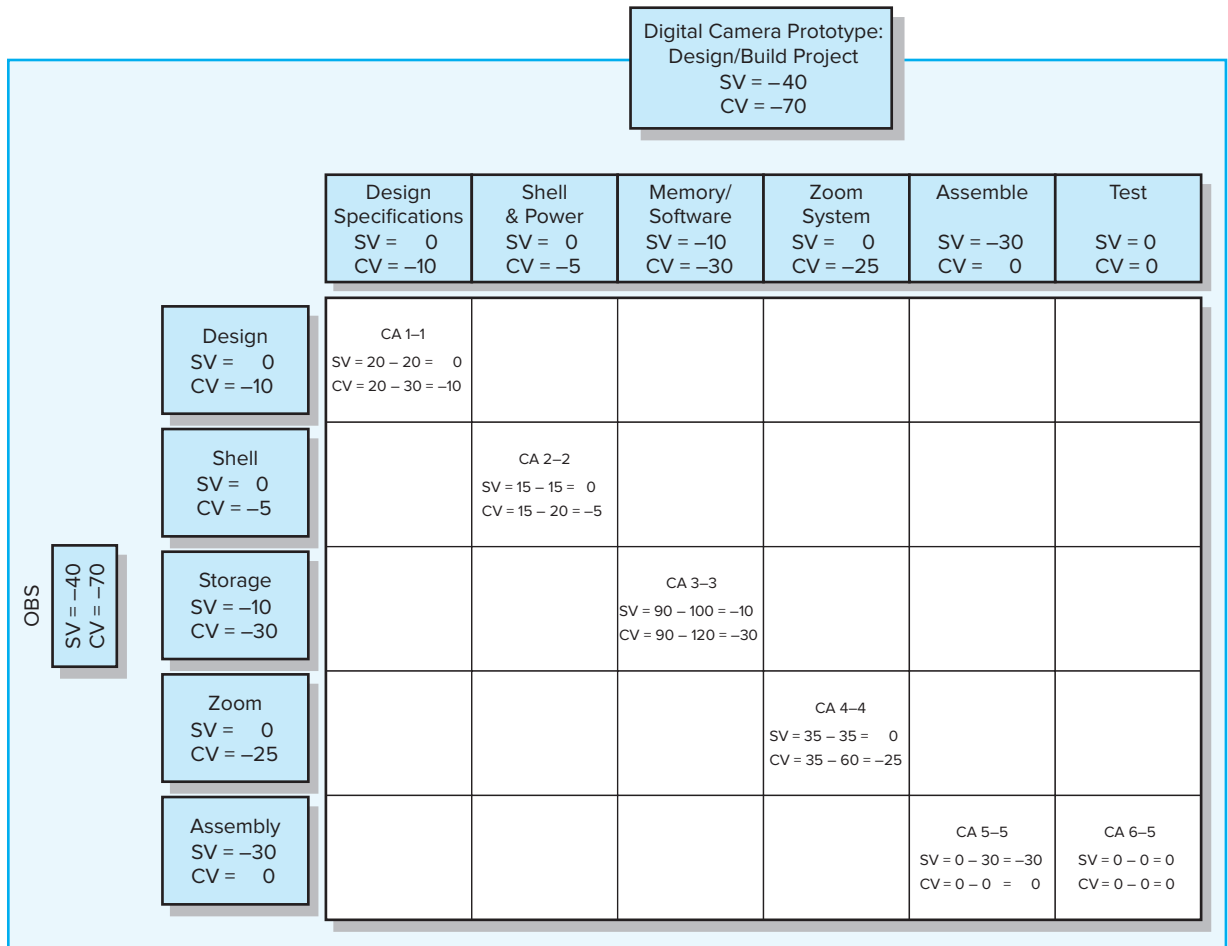 Digital Camera Prototype:
Design/Build Project
SV = –40
CV = –70
Design
Specifications
SV = 0
CV = –10
Shell
& Power
SV = 0
CV = –5
Memory/
Software
SV = –10
CV = –30
Zoom
System
SV = 0
CV = –25
Assemble
SV = –30
CV = 0
Test
SV = 0
CV = 0
Design
SV = 0
CV = –10
CA 1–1
SV = 20 – 20 = 0
CV = 20 – 30 = –10
Shell
SV = 0
CV = –5
CA 2–2
SV = 15 – 15 = 0
CV = 15 – 20 = –5
OBS
SV = –40
CV = –70
Storage
SV = –10
CV = –30
CA 3–3
SV = 90 – 100 = –10
CV = 90 – 120 = –30
Zoom
SV = 0
CV = –25
CA 4–4
SV = 35 – 35 = 0
CV = 35 – 60 = –25
Assembly
SV = –30
CV = 0
CA 5–5
SV = 0 – 30 = –30
CV = 0 – 0 = 0
CA 6–5
SV = 0 – 0 = 0
CV = 0 – 0 = 0